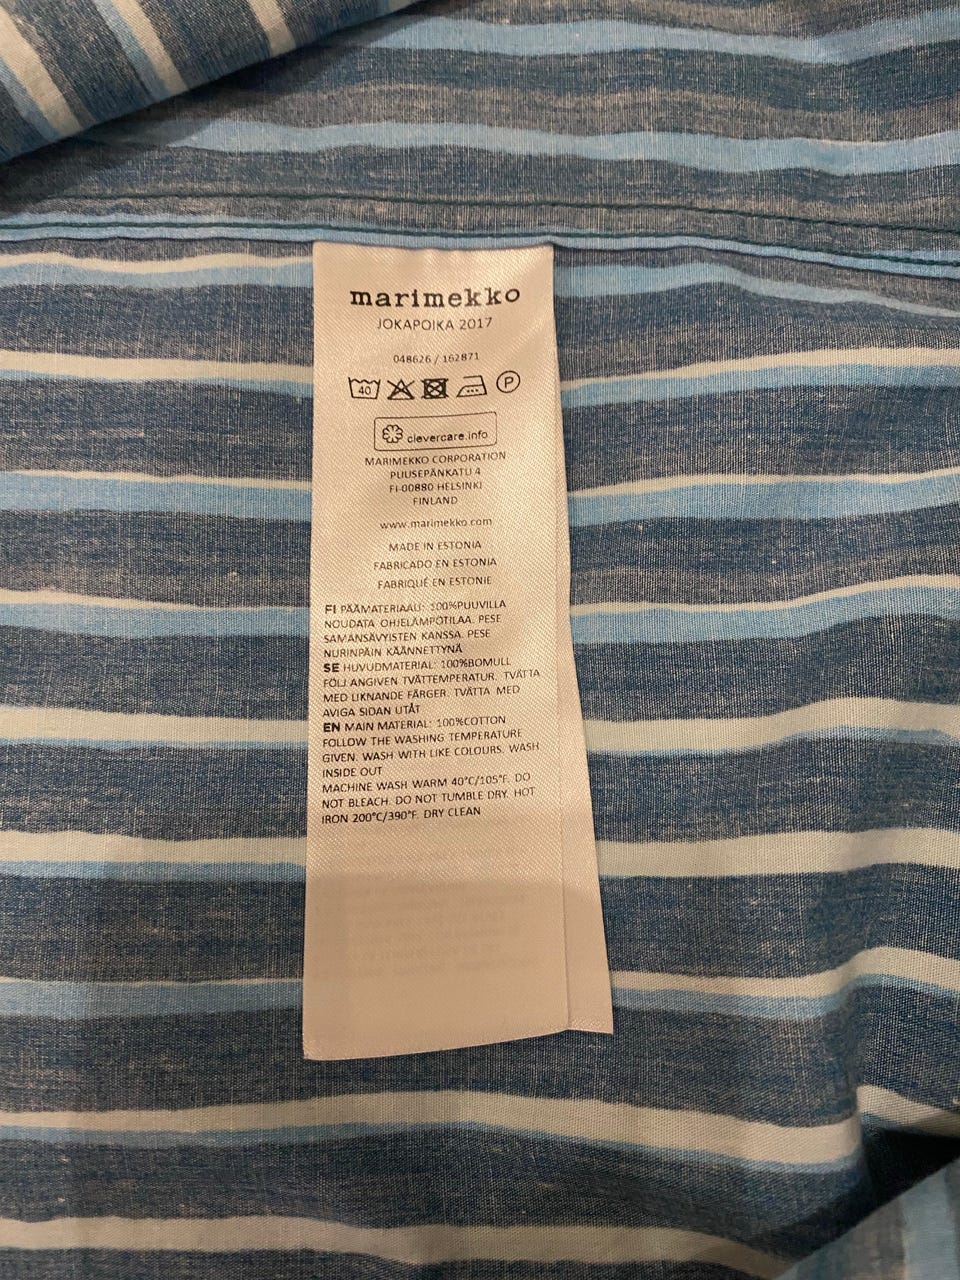 marimekko
JOKAPOIKA 2017
048626 / 162871
40 P
clevercare.info
MARIMEKKO CORPORATION
PUUSEPÄNKATU 4
FI-00880 HELSINKI
FINLAND
www.marimekko.com
MADE IN ESTONIA
FABRICADO EN ESTONIA
FABRIQUÉ EN ESTONIE
FI PÄÄMATERIAALI: 100%PUUVILLA
NOUDATA OHJELÄMPÖTILAA. PESE
SAMANSÄVYISTEN KANSSA. PESE
NURINPÄIN KÄÄNNETTYNÄ
SE HUVUDMATERIAL: 100%BOMULL
FÖLJ ANGIVEN TVÄTTEMPERATUR. TVÄTTA
MED LIKNANDE FÄRGER. TVÄTTA MED
AVIGA SIDAN UTÅT
EN MAIN MATERIAL: 100%COTTON
FOLLOW THE WASHING TEMPERATURE
GIVEN. WASH WITH LIKE COLOURS. WASH
INSIDE OUT
MACHINE WASH WARM 40°C/105°F. DO
NOT BLEACH. DO NOT TUMBLE DRY. HOT
IRON 200°C/390°F. DRY CLEAN